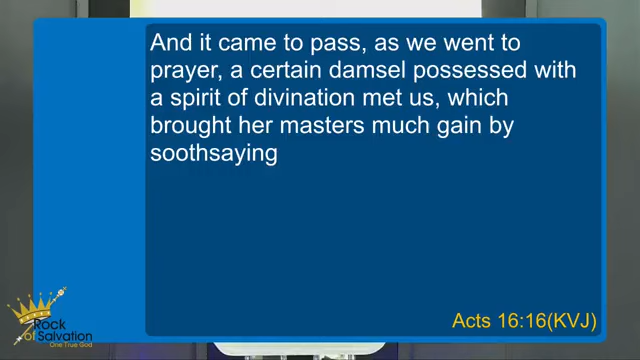 And it came to pass, as we went to
prayer, a certain damsel possessed with
a spirit of divination met us, which
brought her masters much gain by
soothsaying
Acts 16:16(KVJ)
Rock
of Salvation
One True God